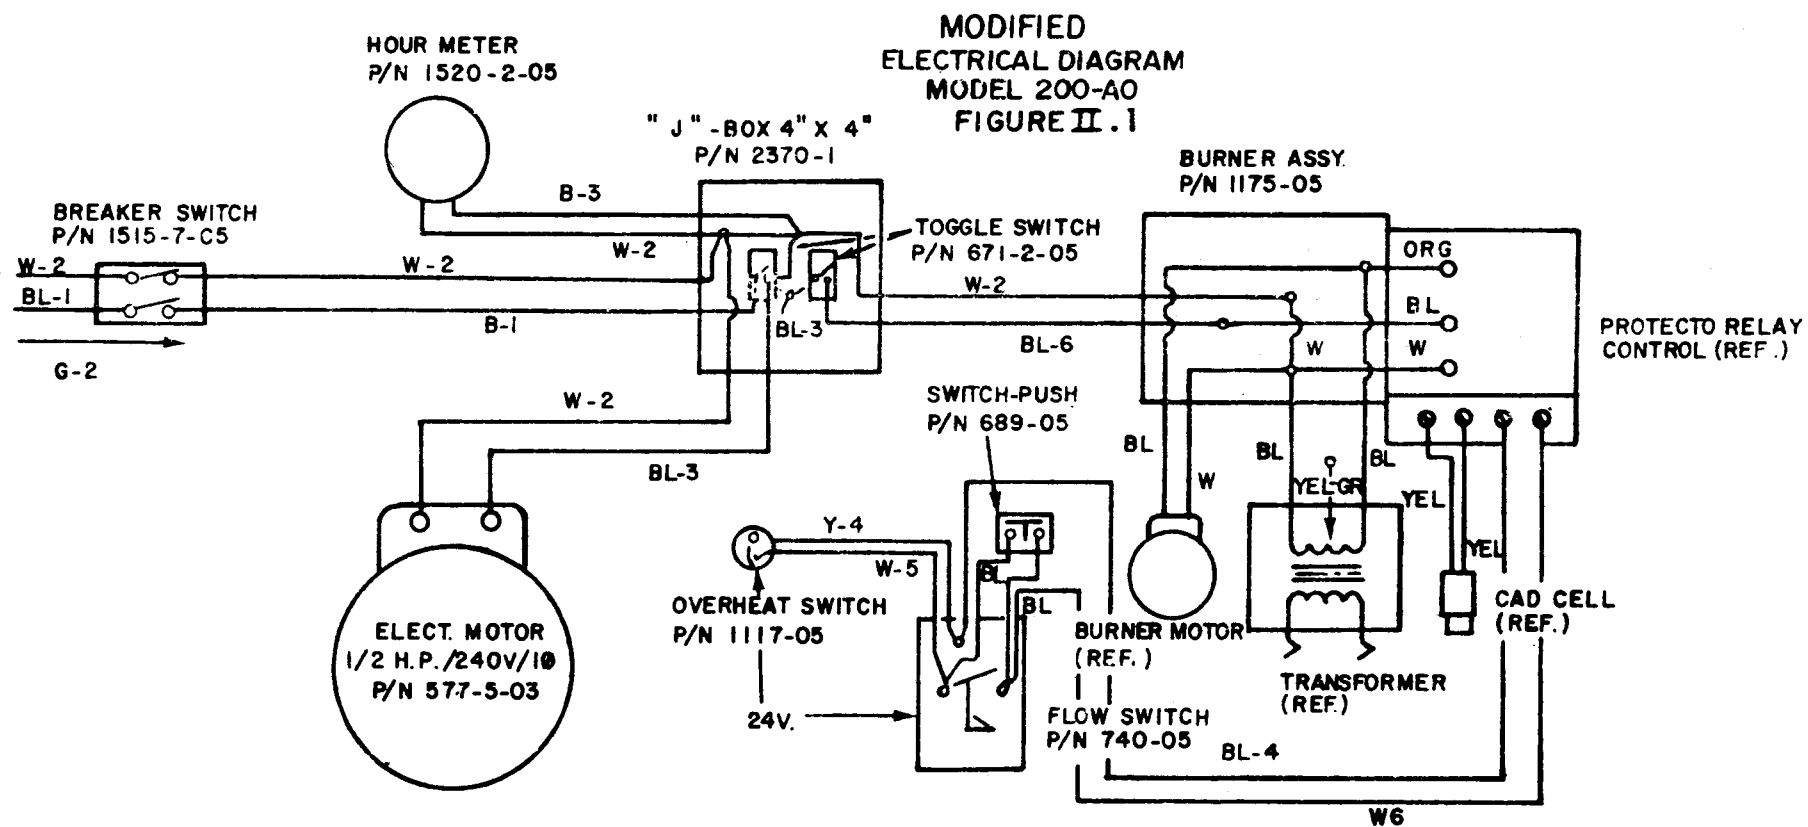 MODIFIED
ELECTRICAL DIAGRAM
MODEL 200-AO
FIGURE II.1
HOUR METER
P/N 1520-2-05
"J"-BOX 4" X 4"
P/N 2370-1
BURNER ASSY.
P/N 1175-05
BREAKER SWITCH
P/N 1515-7-C5
B-3
W-2
TOGGLE SWITCH
P/N 671-2-05
ORG
W-2
W-2
W-2
BL-1
B-1
BL-3
BL-6
BL
W
W
PROTECTO RELAY
CONTROL (REF.)
G-2
W-2
BL-3
SWITCH-PUSH
P/N 689-05
BL
W
BL
BL
YEL-GR
YEL
YEL
Y-4
W-5
BL
BL
OVERHEAT SWITCH
P/N 1117-05
ELECT. MOTOR
1/2 H.P./240V/1Ø
P/N 577-5-03
BURNER MOTOR
(REF.)
CAD CELL
(REF.)
TRANSFORMER
(REF.)
24V.
FLOW SWITCH
P/N 740-05
BL-4
W6